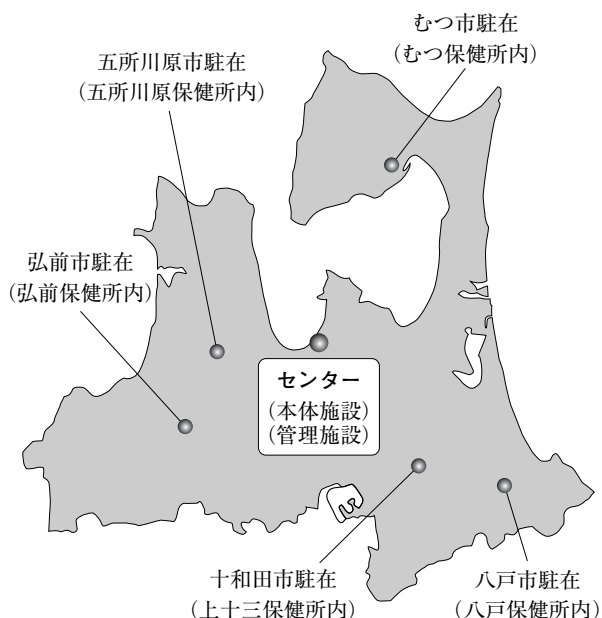 むつ市駐在
(むつ保健所内)
五所川原市駐在
(五所川原保健所内)
弘前市駐在
(弘前保健所内)
センター
(本体施設)
(管理施設)
十和田市駐在
(上十三保健所内)
八戸市駐在
(八戸保健所内)